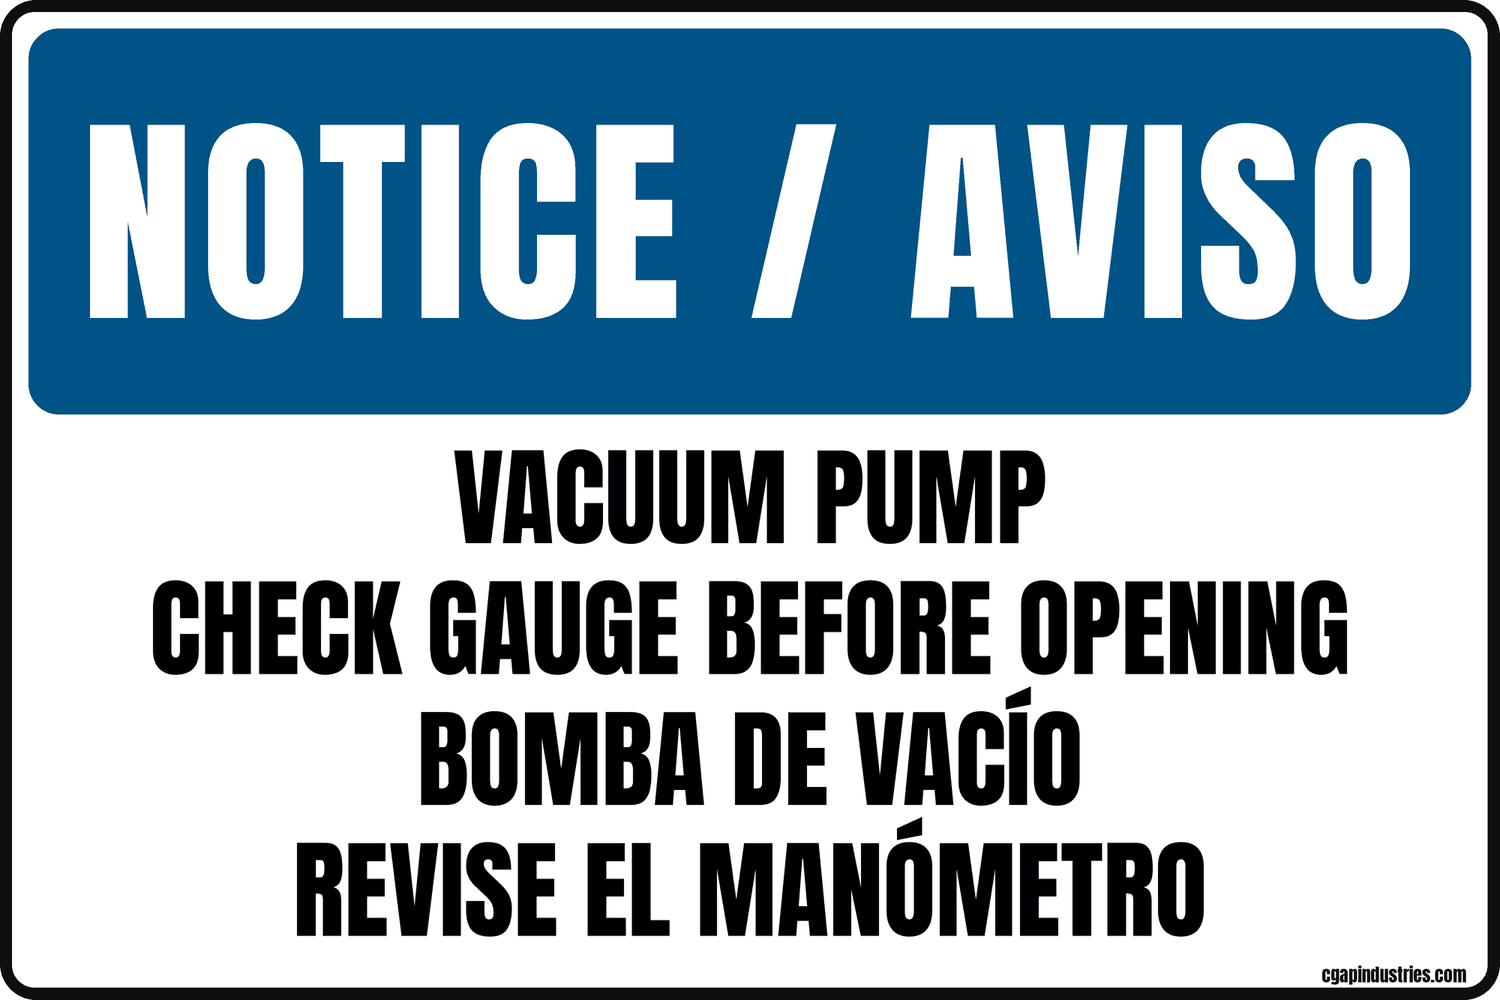 NOTICE / AVISO
VACUUM PUMP
CHECK GAUGE BEFORE OPENING
BOMBA DE VACÍO
REVISE EL MANÓMETRO
cgapindustries.com